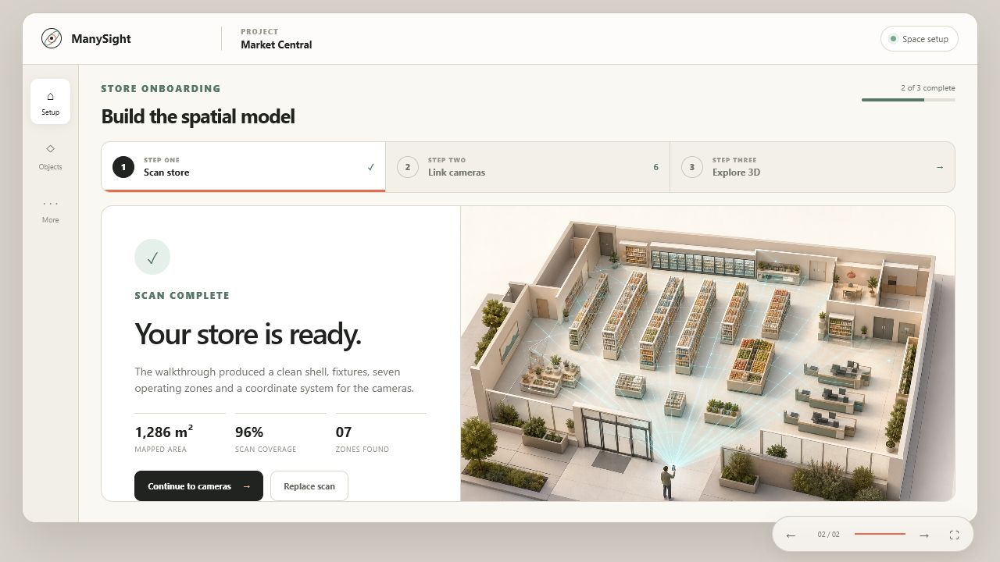 ManySight
PROJECT
Market Central
Space setup
Setup
Objects
More
STORE ONBOARDING
Build the spatial model
2 of 3 complete
1
STEP ONE
Scan store
✓
2
STEP TWO
Link cameras
6
3
STEP THREE
Explore 3D
→
✓
SCAN COMPLETE
Your store is ready.
The walkthrough produced a clean shell, fixtures, seven
operating zones and a coordinate system for the cameras.
1,286 m²
MAPPED AREA
96%
SCAN COVERAGE
07
ZONES FOUND
Continue to cameras →
Replace scan
← 02 / 02 →